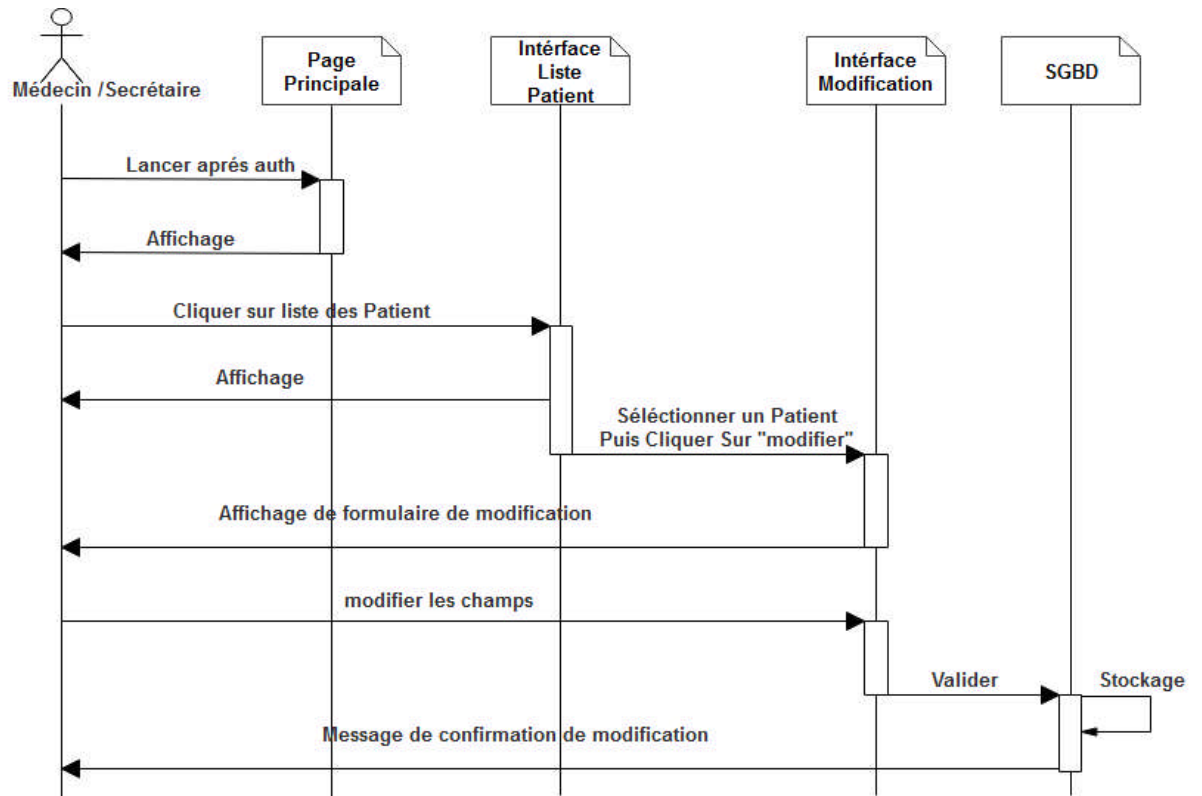 Médecin /Secrétaire
Page
Principale
Intérface
Liste
Patient
Intérface
Modification
SGBD
Lancer aprés auth
Affichage
Cliquer sur liste des Patient
Affichage
Séléctionner un Patient
Puis Cliquer Sur "modifier"
Affichage de formulaire de modification
modifier les champs
Valider
Stockage
Message de confirmation de modification